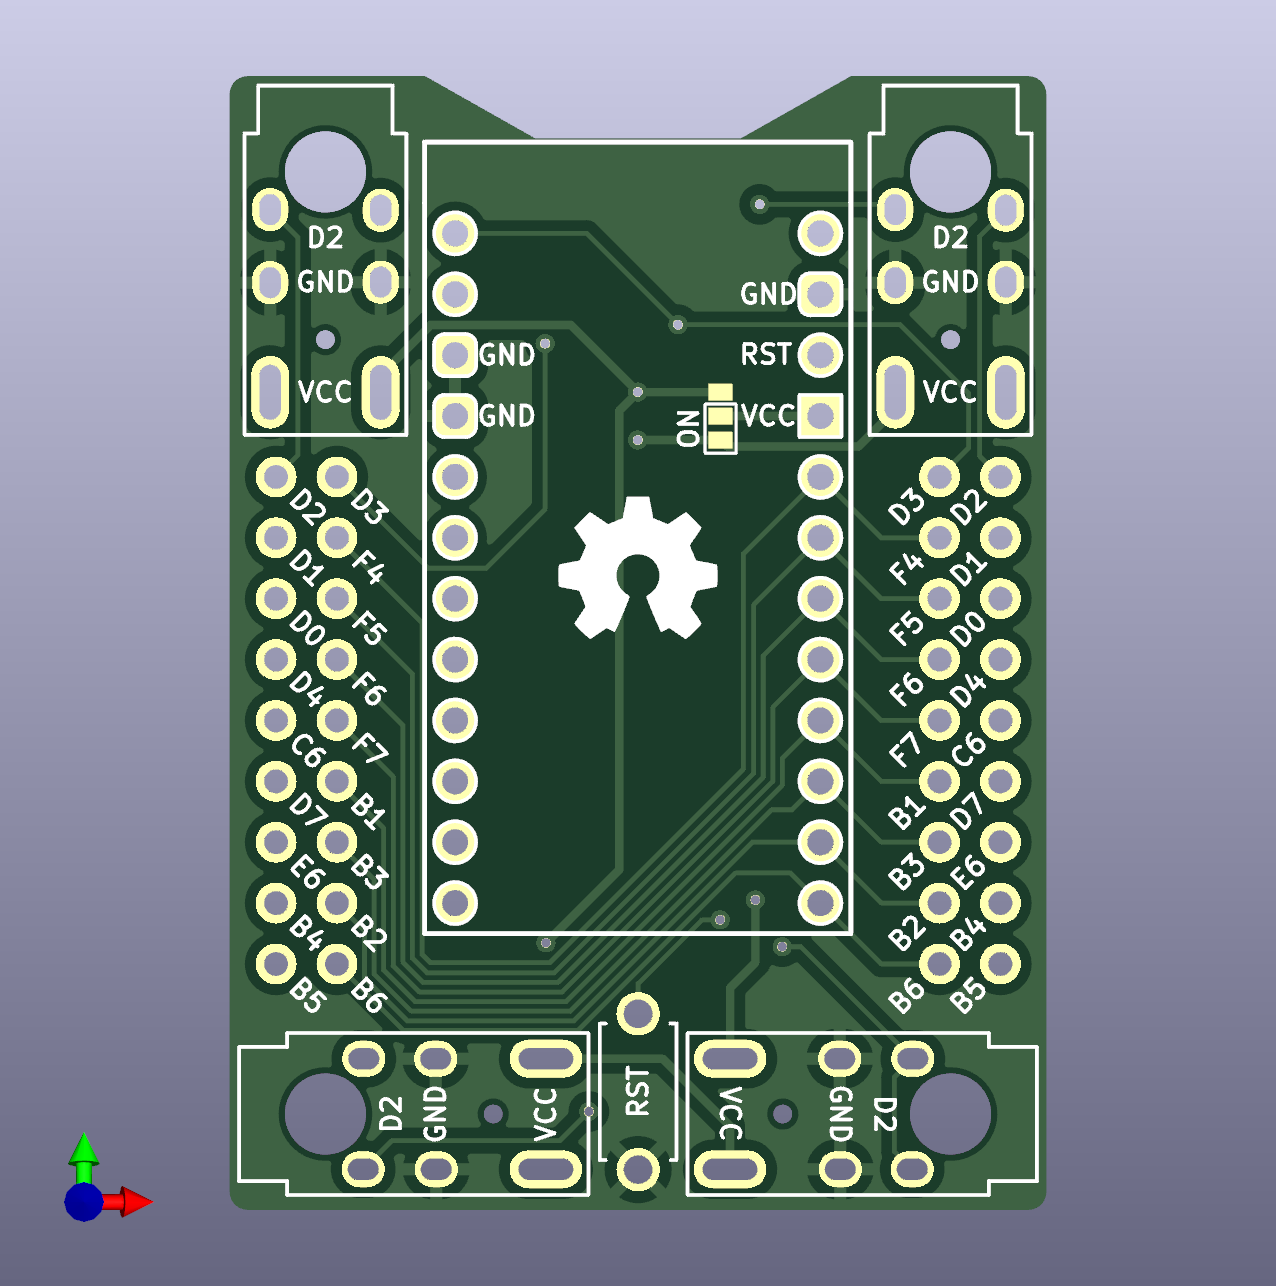 D2
D2
GND
GND
GND
RST
GND
VCC
VCC
GND
VCC
ON
D2
D3
D3
D2
D1
F4
F4
D1
D0
F5
F5
D0
D4
F6
F6
D4
C6
F7
F7
C6
D7
B1
B1
D7
E6
B3
B3
E6
B4
B2
B2
B4
B5
B6
B6
B5
D2
GND
VCC
RST
VCC
GND
D2